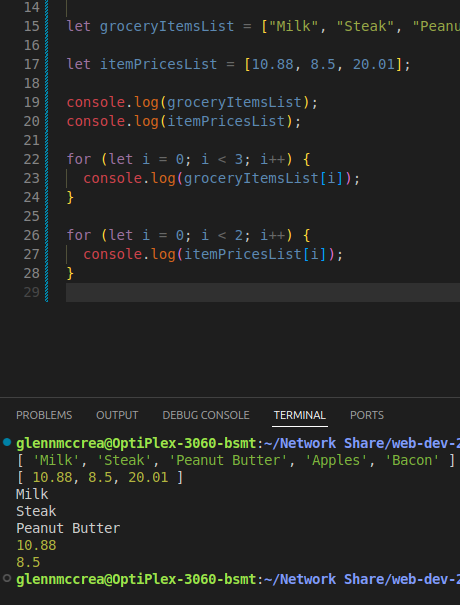 14
15 let groceryItemsList = ["Milk", "Steak", "Peanu
16
17 let itemPricesList = [10.88, 8.5, 20.01];
18
19 console.log(groceryItemsList);
20 console.log(itemPricesList);
21
22 for (let i = 0; i < 3; i++) {
23   console.log(groceryItemsList[i]);
24 }
25
26 for (let i = 0; i < 2; i++) {
27   console.log(itemPricesList[i]);
28 }
29
PROBLEMS OUTPUT DEBUG CONSOLE TERMINAL PORTS
glennmccrea@OptiPlex-3060-bsmt:~/Network Share/web-dev-2
[ 'Milk', 'Steak', 'Peanut Butter', 'Apples', 'Bacon' ]
[ 10.88, 8.5, 20.01 ]
Milk
Steak
Peanut Butter
10.88
8.5
glennmccrea@OptiPlex-3060-bsmt:~/Network Share/web-dev-2